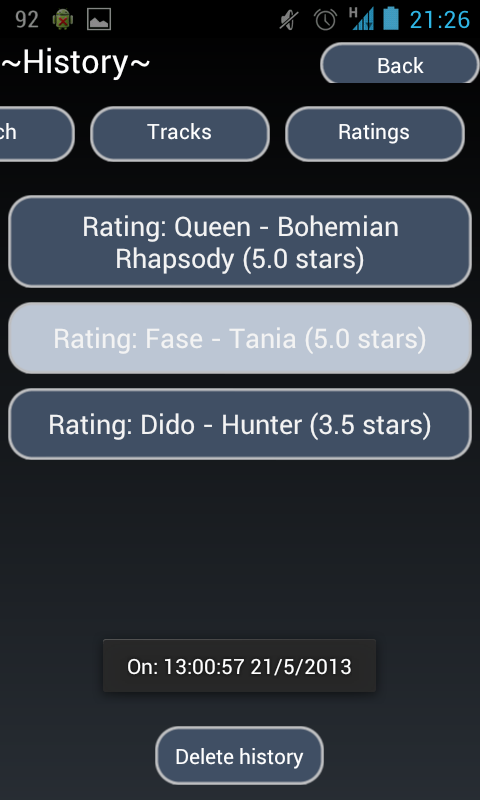 92 H 21:26
~History~ Back
ch Tracks Ratings
Rating: Queen - Bohemian
Rhapsody (5.0 stars)
Rating: Fase - Tania (5.0 stars)
Rating: Dido - Hunter (3.5 stars)
On: 13:00:57 21/5/2013
Delete history